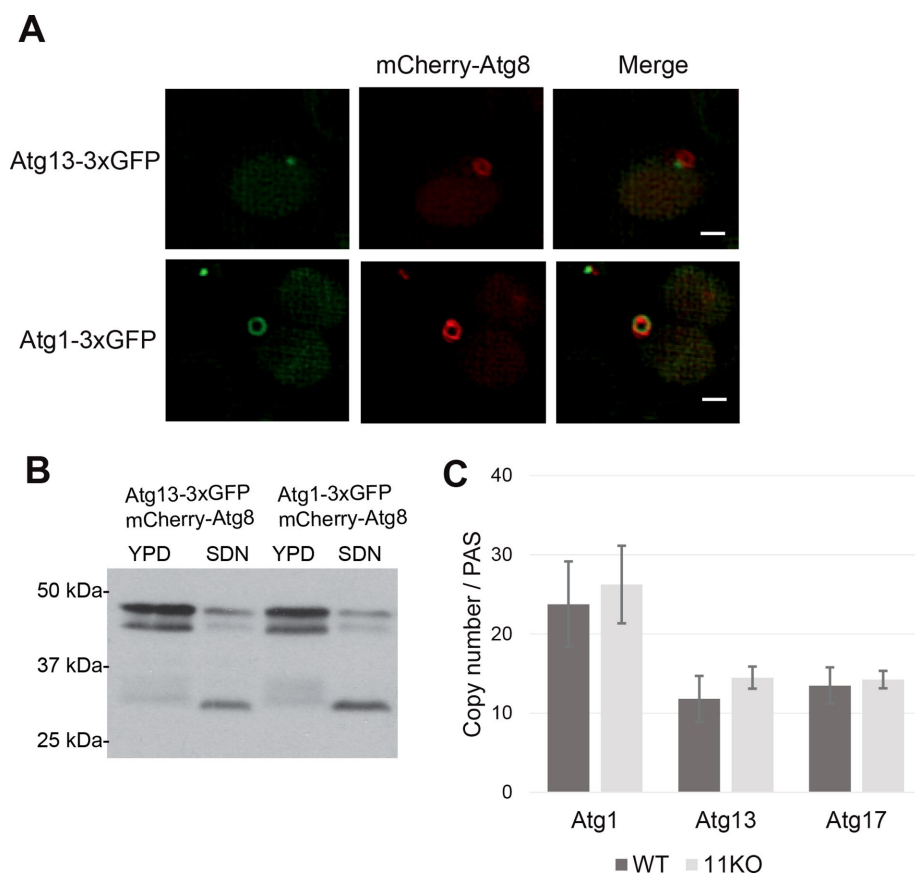 A
mCherry-Atg8 Merge
Atg13-3xGFP
Atg1-3xGFP
B
Atg13-3xGFP Atg1-3xGFP
mCherry-Atg8 mCherry-Atg8
YPD SDN YPD SDN
50 kDa-
37 kDa-
25 kDa-
C
Copy number / PAS
40
30
20
10
0
Atg1 Atg13 Atg17
WT 11KO